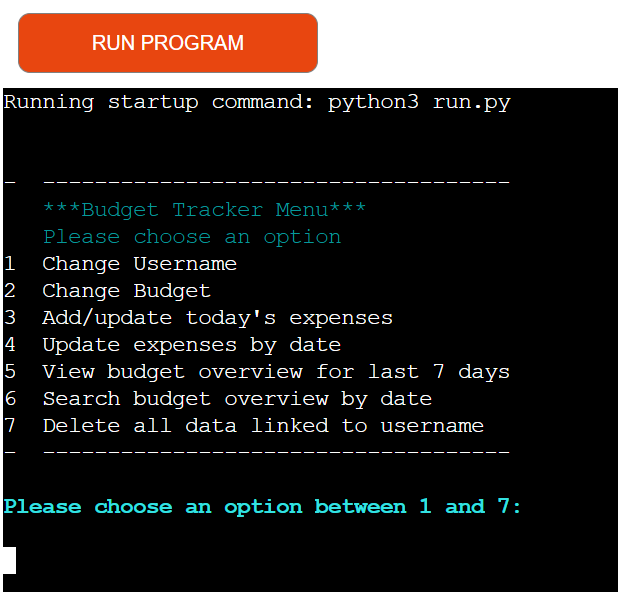 RUN PROGRAM
Running startup command: python3 run.py
-  ------------------------------------
***Budget Tracker Menu***
Please choose an option
1  Change Username
2  Change Budget
3  Add/update today's expenses
4  Update expenses by date
5  View budget overview for last 7 days
6  Search budget overview by date
7  Delete all data linked to username
-  ------------------------------------
Please choose an option between 1 and 7: